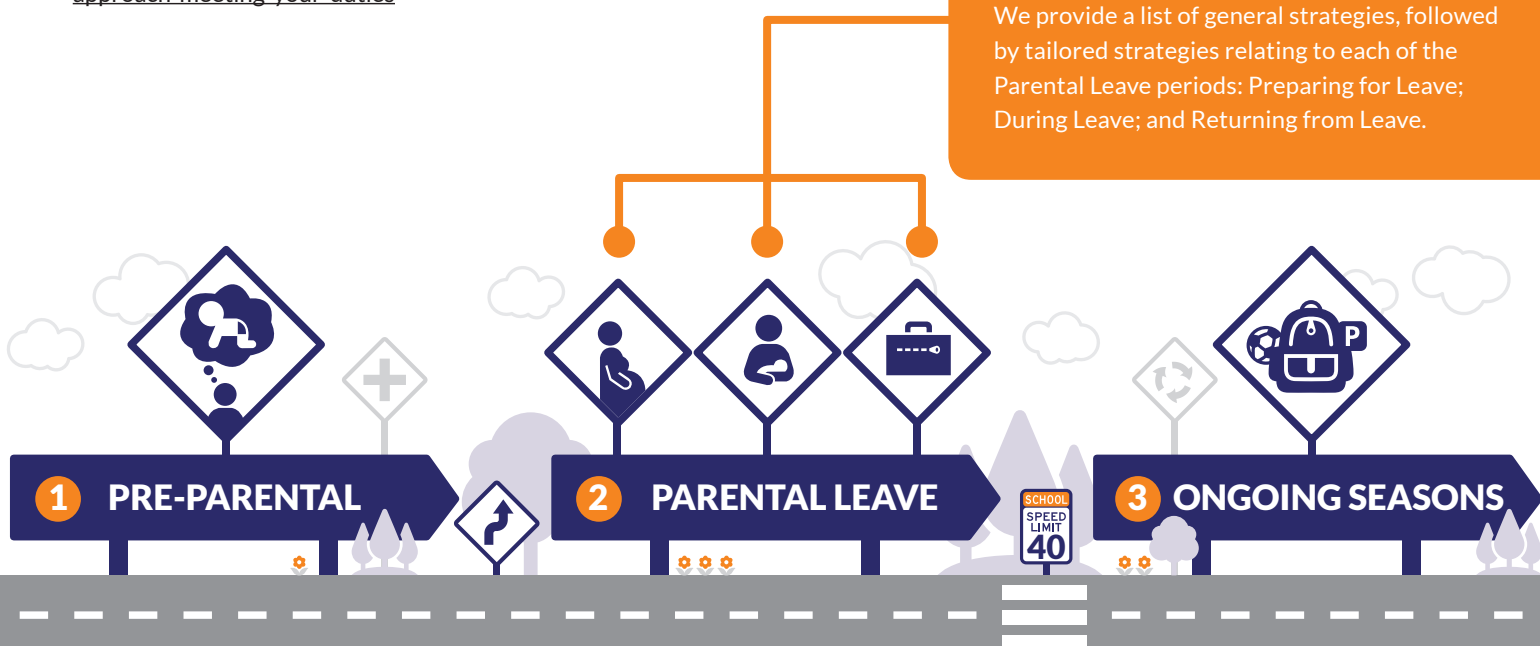 approach-meeting-your-duties
We provide a list of general strategies, followed
by tailored strategies relating to each of the
Parental Leave periods: Preparing for Leave;
During Leave; and Returning from Leave.
P
1 PRE-PARENTAL
2 PARENTAL LEAVE
SCHOOL
SPEED
LIMIT
40
3 ONGOING SEASONS